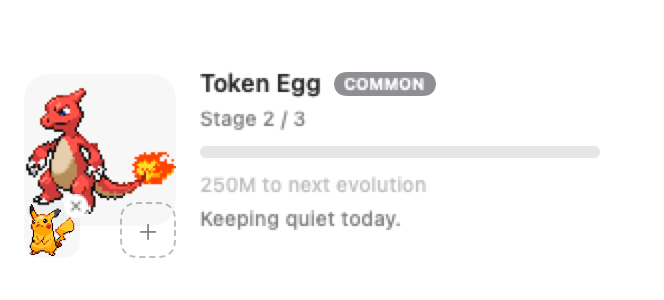 Token Egg COMMON
Stage 2 / 3
250M to next evolution
Keeping quiet today.